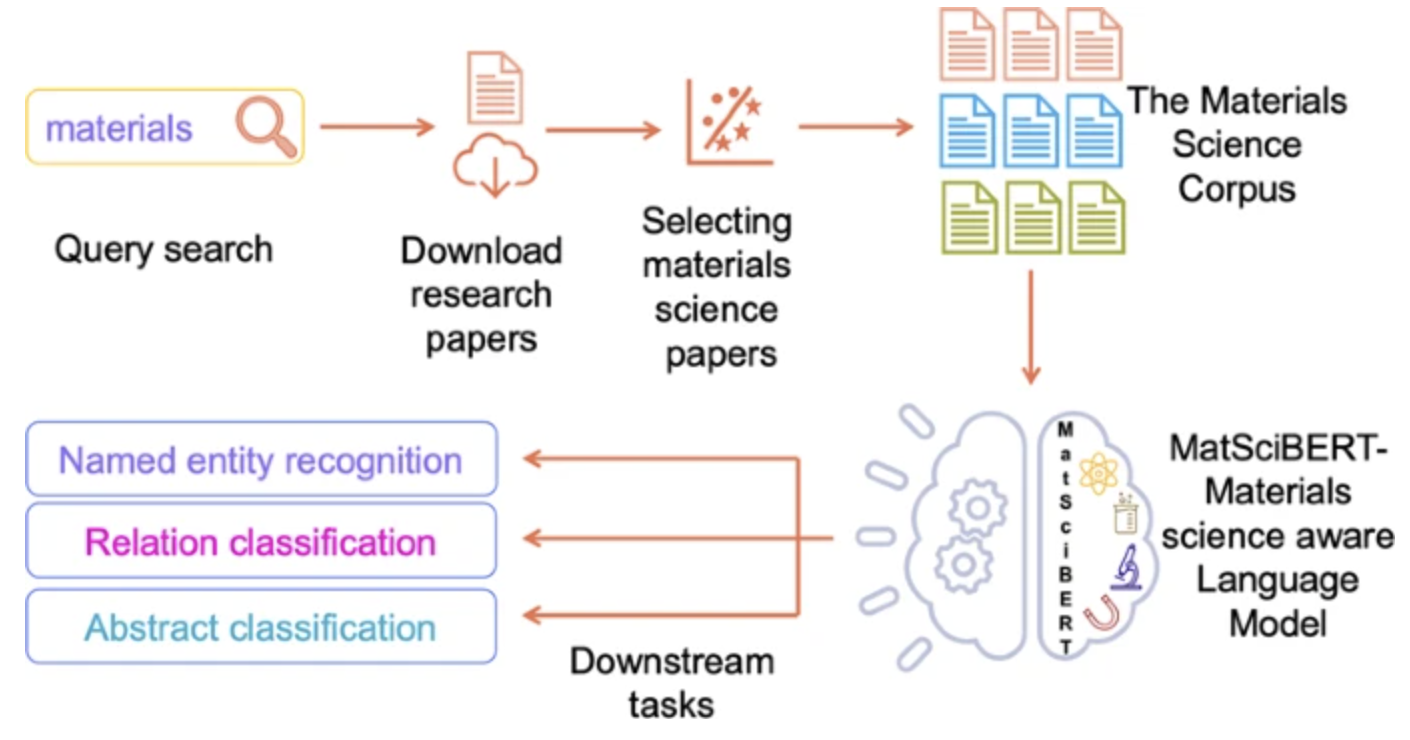 materials
Query search
Download
research
papers
Selecting
materials
science
papers
The Materials
Science
Corpus
MatSciBERT
MatSciBERT-
Materials
science aware
Language
Model
Named entity recognition
Relation classification
Abstract classification
Downstream
tasks